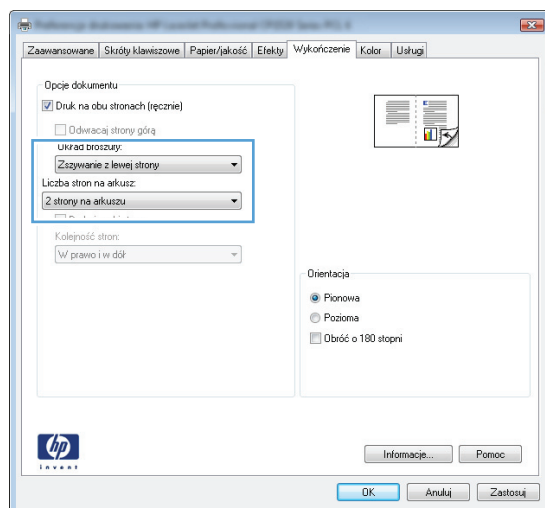 Zaawansowane Skróty klawiszowe Papier/jakość Efekty Wykończenie Kolor Usługi
Opcje dokumentu
Druk na obu stronach (ręcznie)
Odwracaj strony górą
Układ broszury:
Zszywanie z lewej strony
Liczba stron na arkusz:
2 strony na arkuszu
Kolejność stron:
W prawo i w dół
Orientacja
Pionowa
Pozioma
Obróć o 180 stopni
hp
invent
Informacje... Pomoc
OK Anuluj Zastosuj